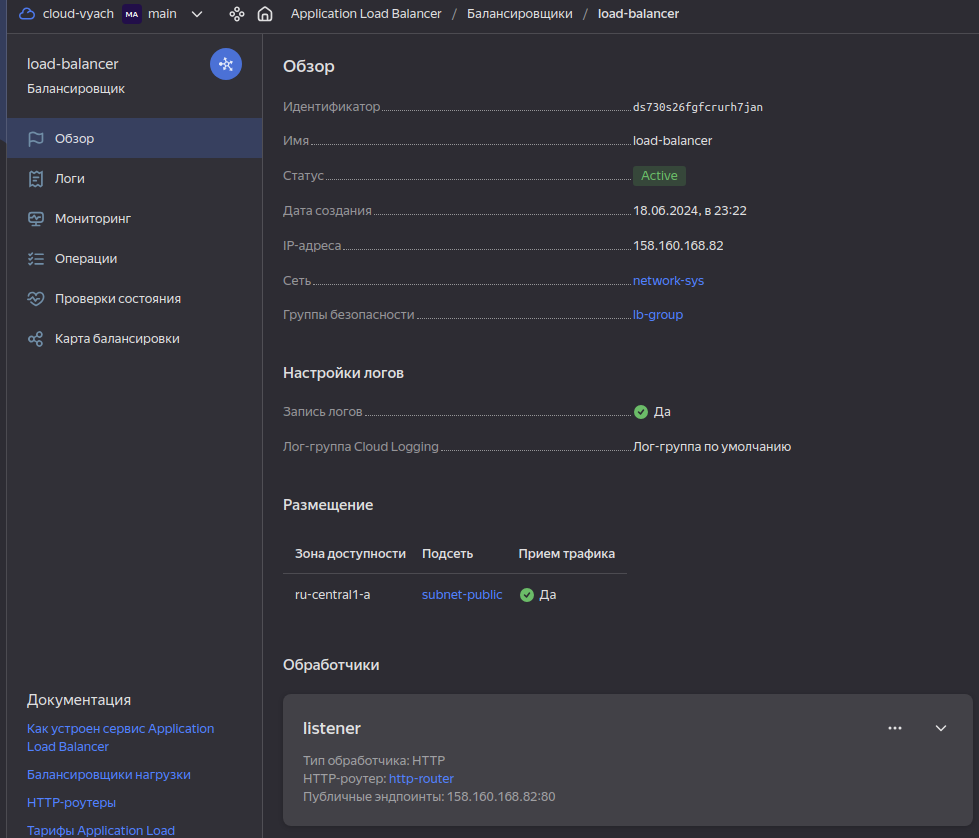 cloud-vyach MA main Application Load Balancer / Балансировщики / load-balancer
load-balancer
Балансировщик
Обзор
Логи
Мониторинг
Операции
Проверки состояния
Карта балансировки
Документация
Как устроен сервис Application
Load Balancer
Балансировщики нагрузки
HTTP-роутеры
Тарифы Application Load
Обзор
Идентификатор ds730s26fgfcrurh7jan
Имя load-balancer
Статус Active
Дата создания 18.06.2024, в 23:22
IP-адреса 158.160.168.82
Сеть network-sys
Группы безопасности lb-group
Настройки логов
Запись логов Да
Лог-группа Cloud Logging Лог-группа по умолчанию
Размещение
Зона доступности Подсеть Прием трафика
ru-central1-a subnet-public Да
Обработчики
listener
Тип обработчика: HTTP
HTTP-роутер: http-router
Публичные эндпоинты: 158.160.168.82:80